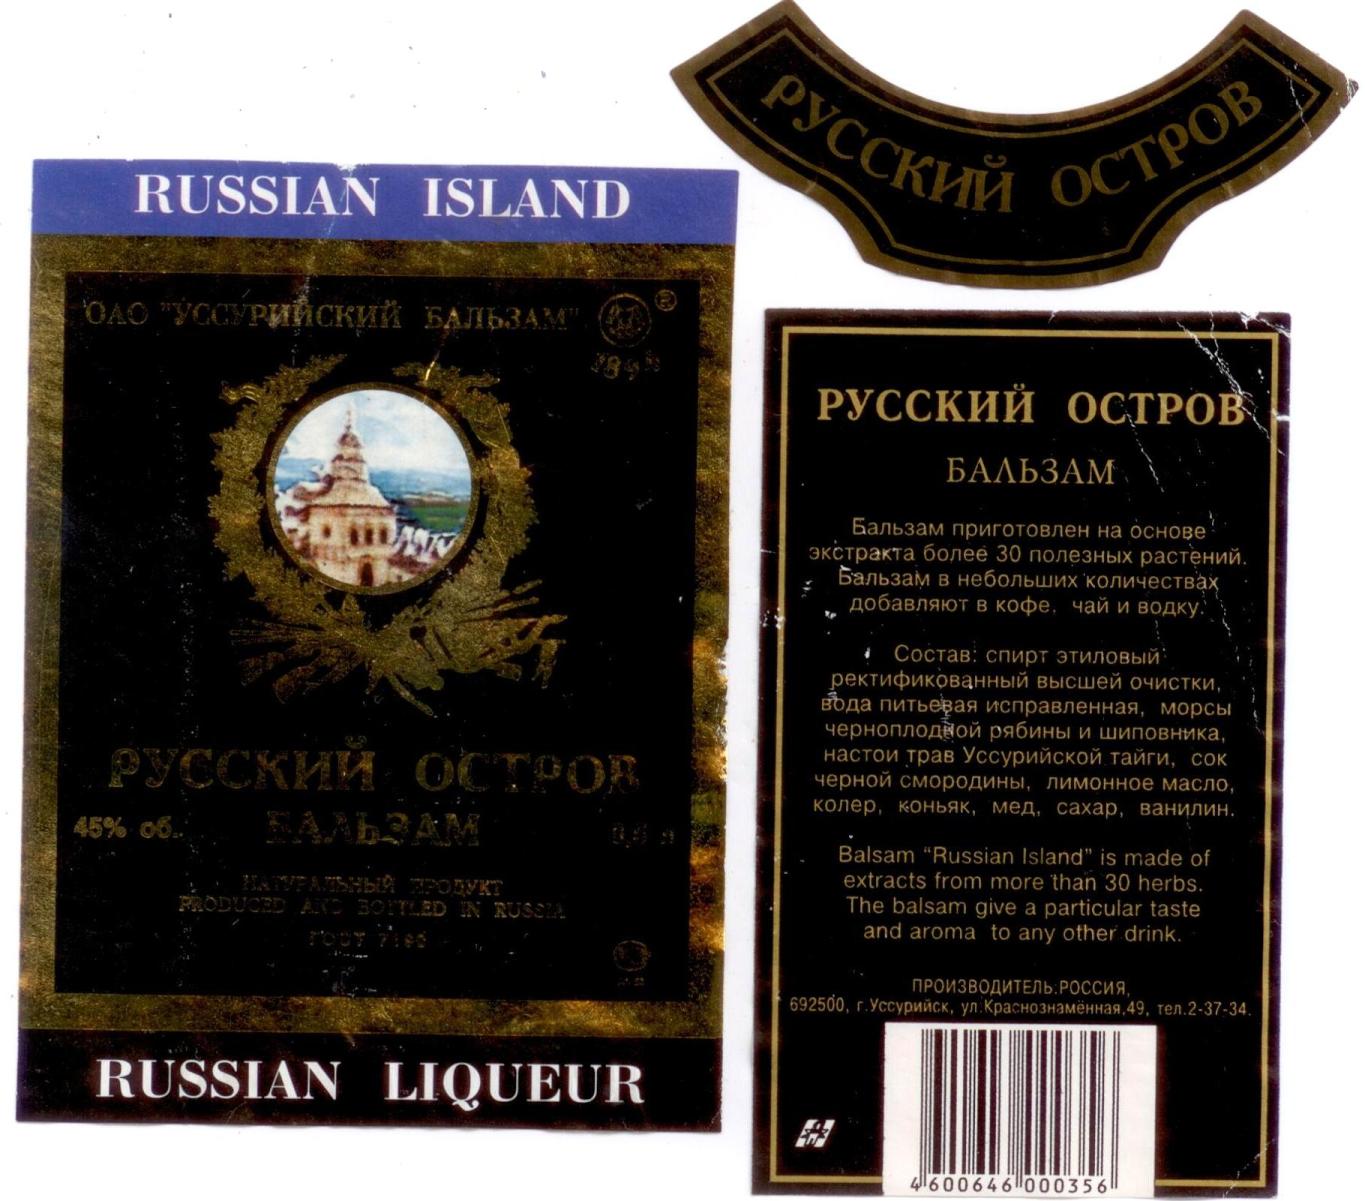 РУССКИЙ ОСТРОВ
RUSSIAN ISLAND
ОАО "УССУРИЙСКИЙ БАЛЬЗАМ"
РУССКИЙ ОСТРОВ
45% об.
БАЛЬЗАМ
НАТУРАЛЬНЫЙ ПРОДУКТ
PRODUCED AND BOTTLED IN RUSSIA
ГОСТ
RUSSIAN LIQUEUR
РУССКИЙ ОСТРОВ
БАЛЬЗАМ
Бальзам приготовлен на основе
экстракта более 30 полезных растений.
Бальзам в небольших количествах
добавляют в кофе, чай и водку.
Состав: спирт этиловый
ректификованный высшей очистки,
вода питьевая исправленная, морсы
черноплодной рябины и шиповника,
настои трав Уссурийской тайги, сок
черной смородины, лимонное масло,
колер, коньяк, мед, сахар, ванилин.
Balsam “Russian Island” is made of
extracts from more than 30 herbs.
The balsam give a particular taste
and aroma to any other drink.
ПРОИЗВОДИТЕЛЬ:РОССИЯ,
692500, г.Уссурийск, ул.Краснознамённая,49, тел.2-37-34.
4 600646 000356